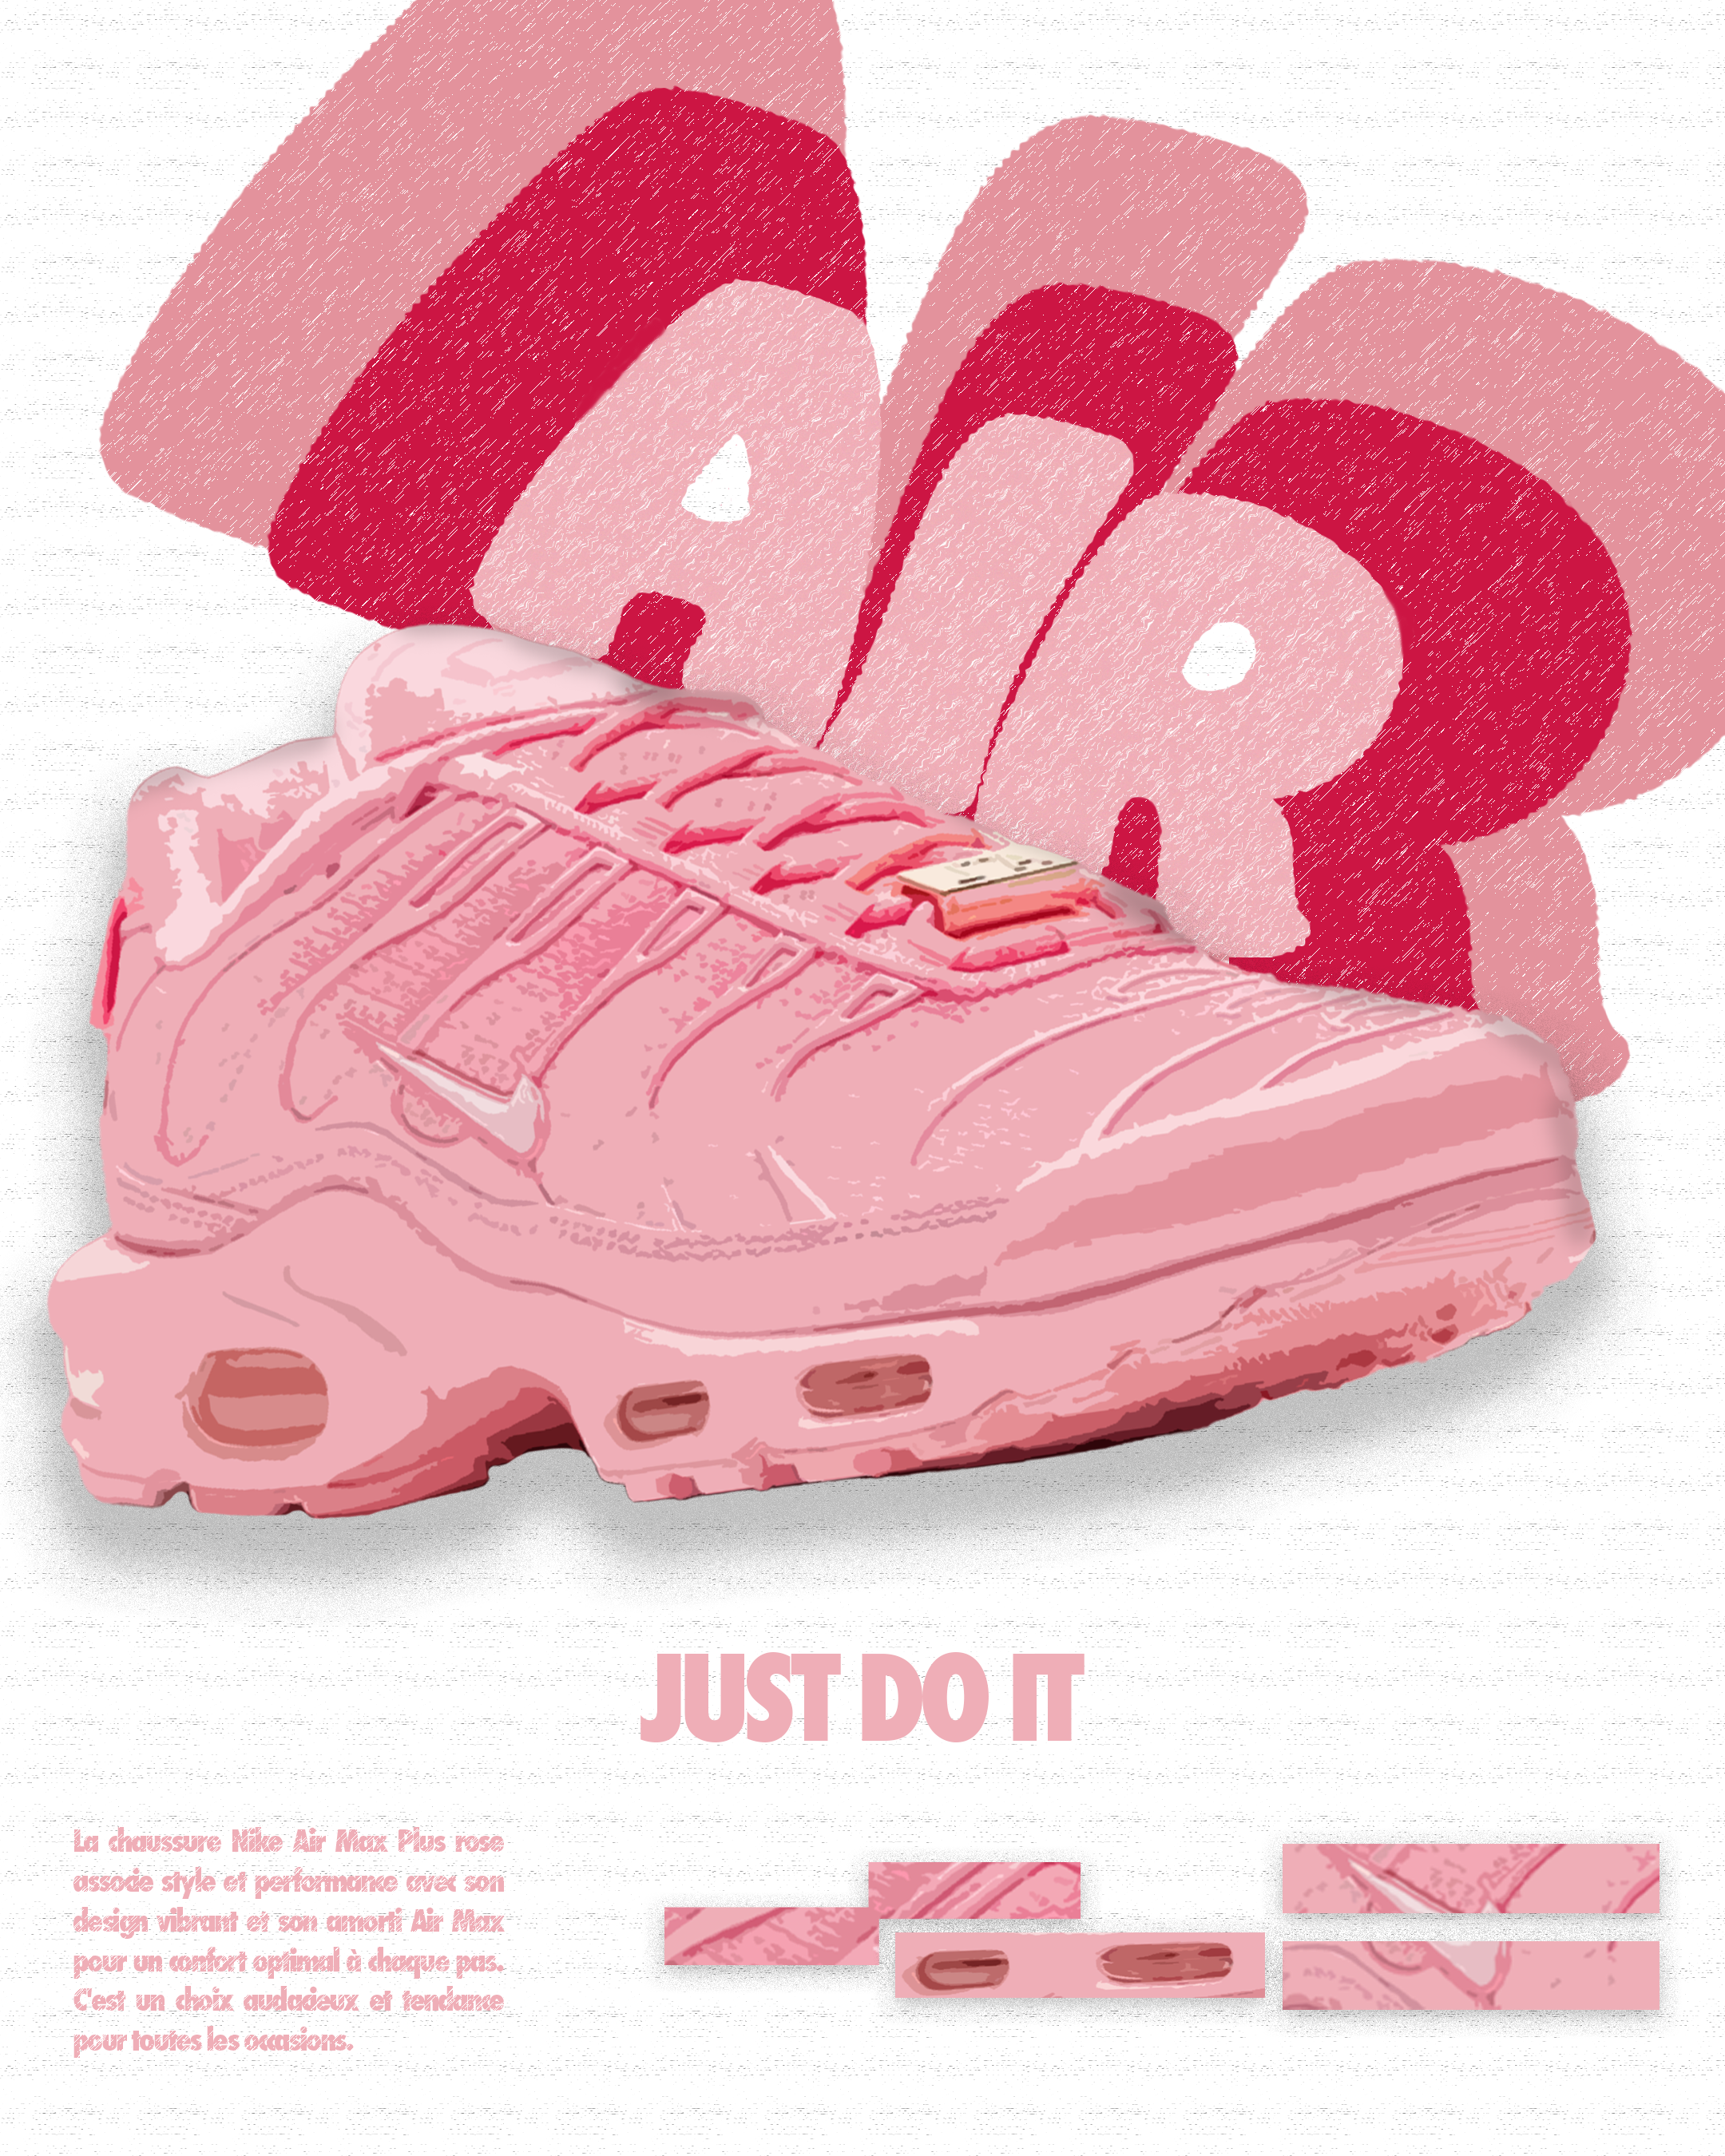 AIR
JUST DO IT
La chaussure Nike Air Max Plus rose
associe style et performance avec son
design vibrant et son amorti Air Max
pour un confort optimal à chaque pas.
C'est un choix audacieux et tendance
pour toutes les occasions.